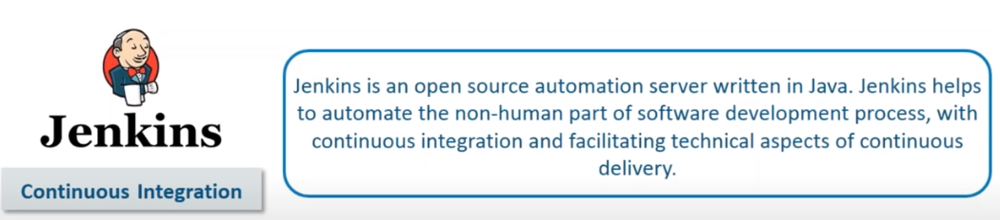 Jenkins
Continuous Integration
Jenkins is an open source automation server written in Java. Jenkins helps
to automate the non-human part of software development process, with
continuous integration and facilitating technical aspects of continuous
delivery.